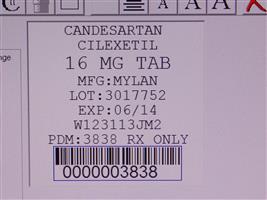 CANDESARTAN
CILEXETIL
16 MG TAB
MFG:MYLAN
LOT:3017752
EXP:06/14
W123113JM2
PDM:3838 RX ONLY
0000003838